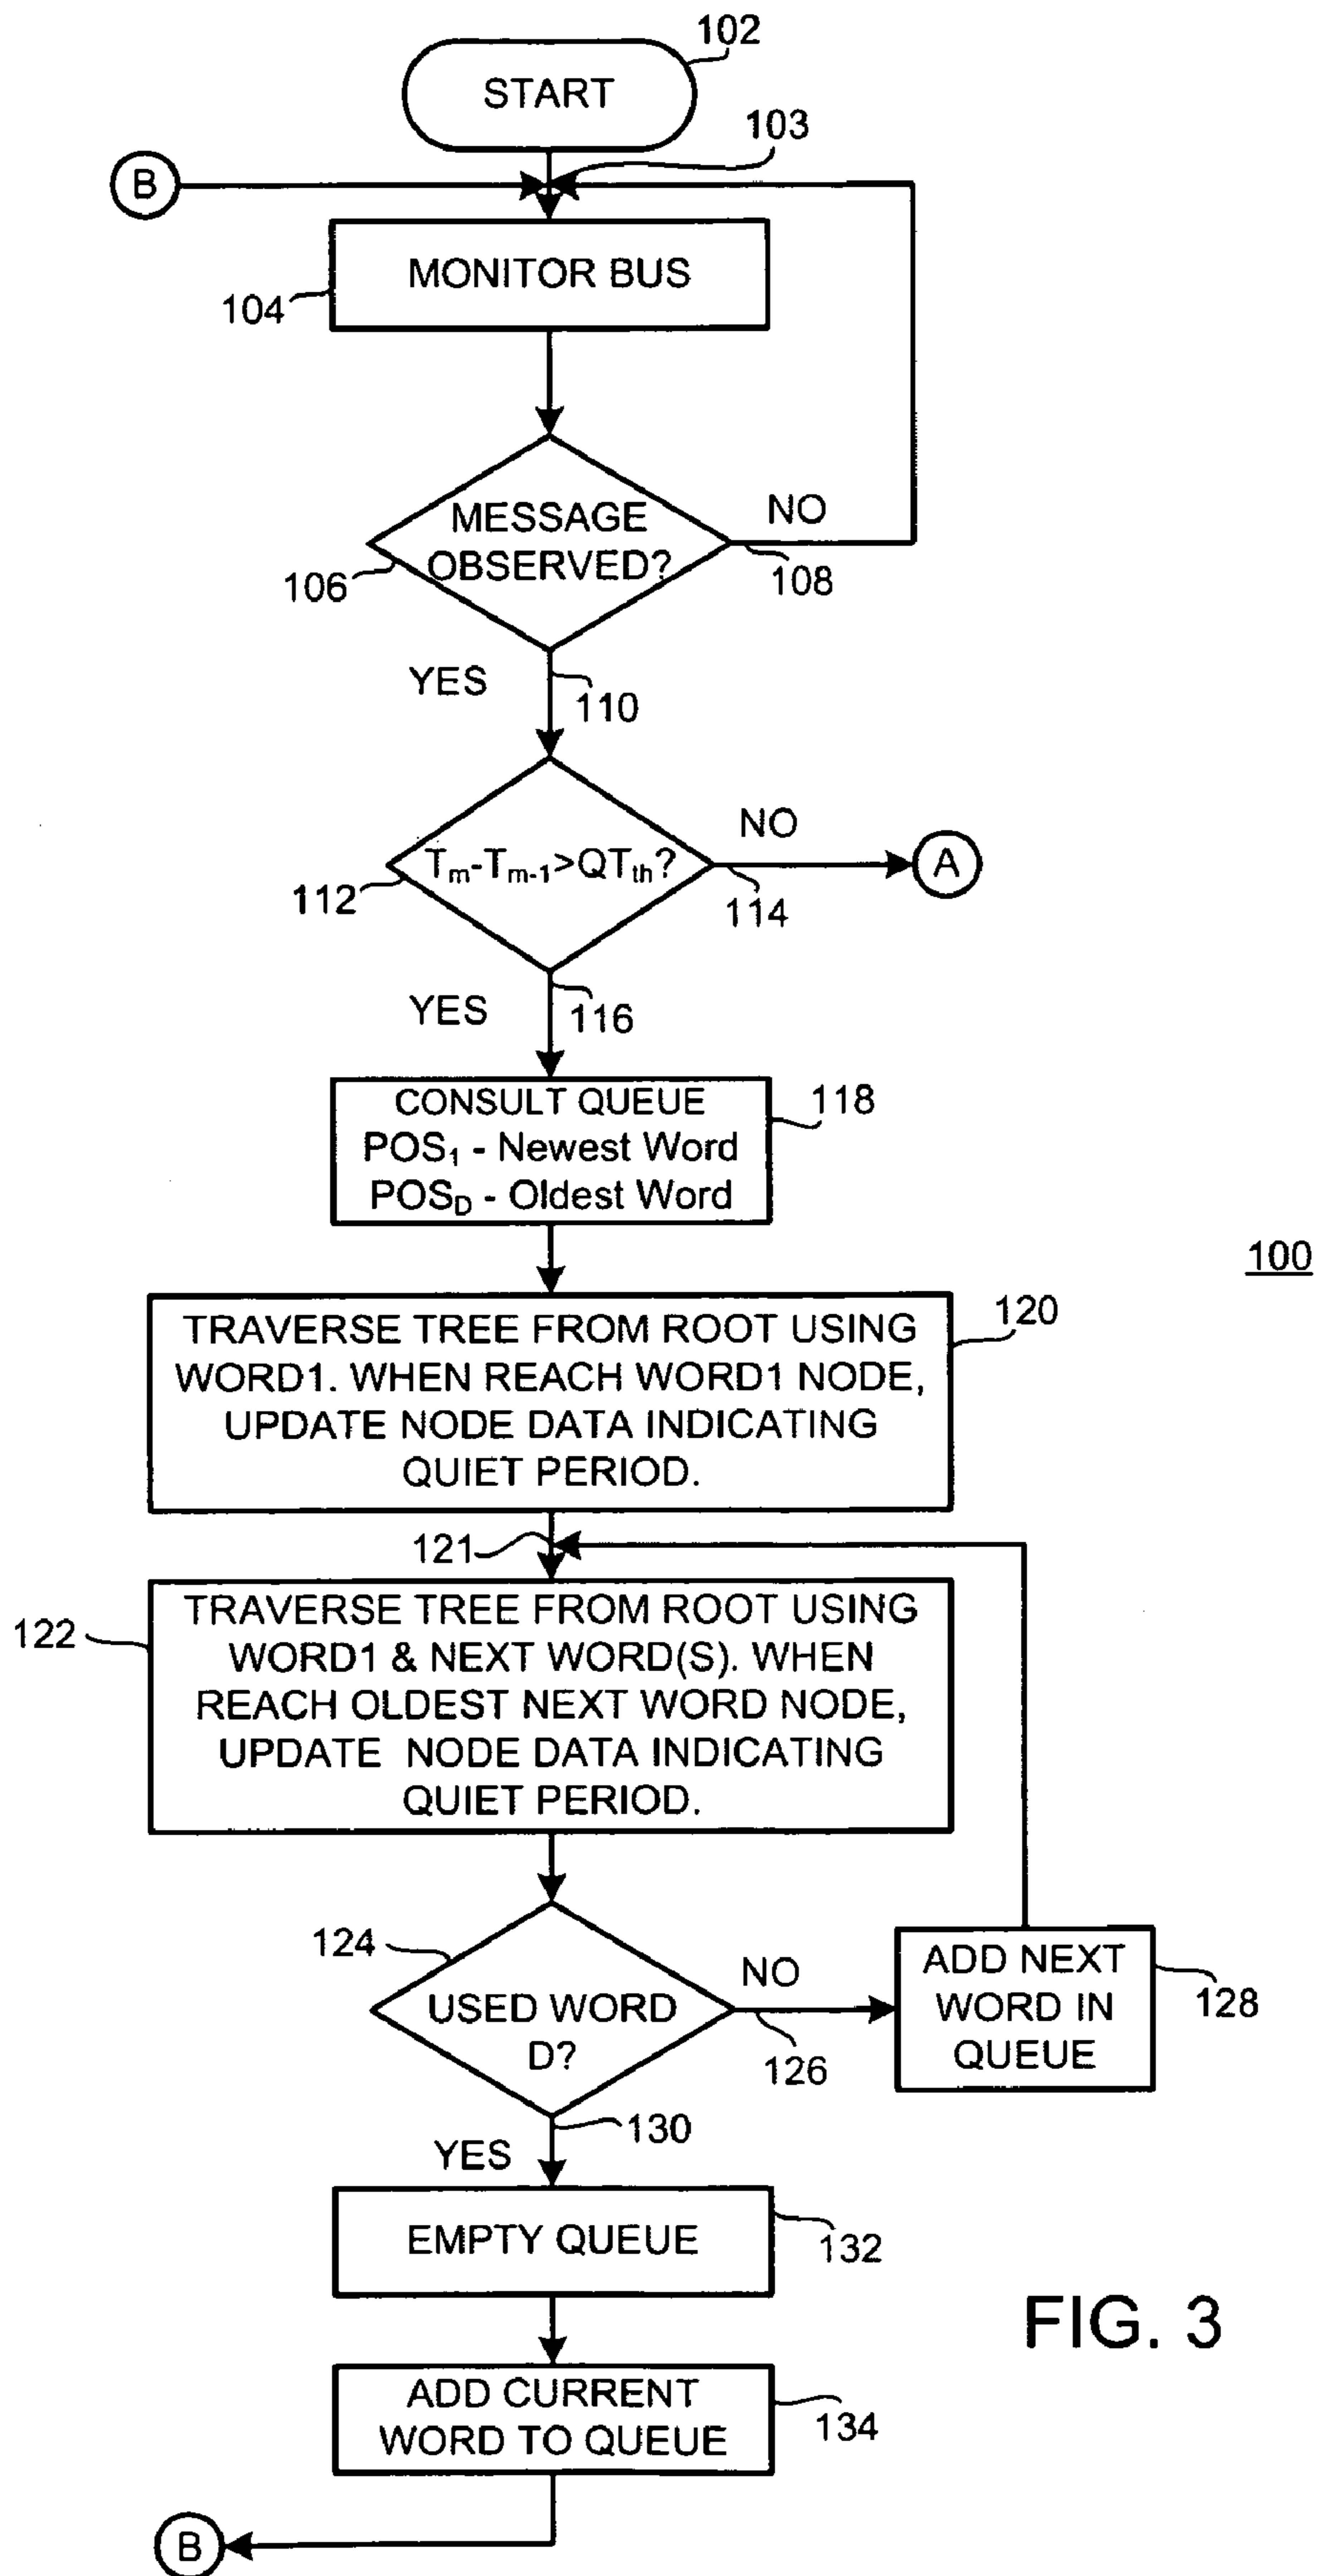 102
START
103
B
MONITOR BUS
104
MESSAGE
OBSERVED?
NO
106
108
YES
110
Tm-Tm-1>QTth?
NO
A
112
114
YES
116
CONSULT QUEUE
POS1 - Newest Word
POSD - Oldest Word
118
100
TRAVERSE TREE FROM ROOT USING
WORD1. WHEN REACH WORD1 NODE,
UPDATE NODE DATA INDICATING
QUIET PERIOD.
120
121
TRAVERSE TREE FROM ROOT USING
WORD1 & NEXT WORD(S). WHEN
REACH OLDEST NEXT WORD NODE,
UPDATE NODE DATA INDICATING
QUIET PERIOD.
122
124
USED WORD
D?
NO
126
ADD NEXT
WORD IN
QUEUE
128
130
YES
EMPTY QUEUE
132
FIG. 3
ADD CURRENT
WORD TO QUEUE
134
B